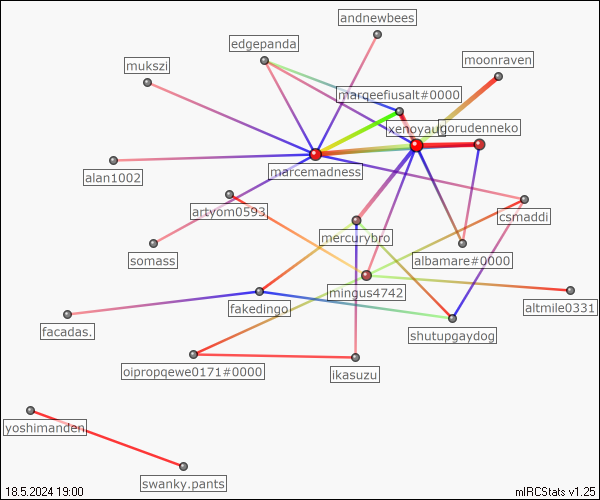 andnewbees
edgepanda
moonraven
mukszi
marqeefiusalt#0000
gorudenneko
marcemadness
alan1002
artyom0593
csmaddi
mercurybro
somass
albamare#0000
mingus4742
fakedingo
altmile0331
facadas.
shutupgaydog
oipropqewe0171#0000
ikasuzu
yoshimanden
swanky.pants
18.5.2024 19:00
mIRCStats v1.25